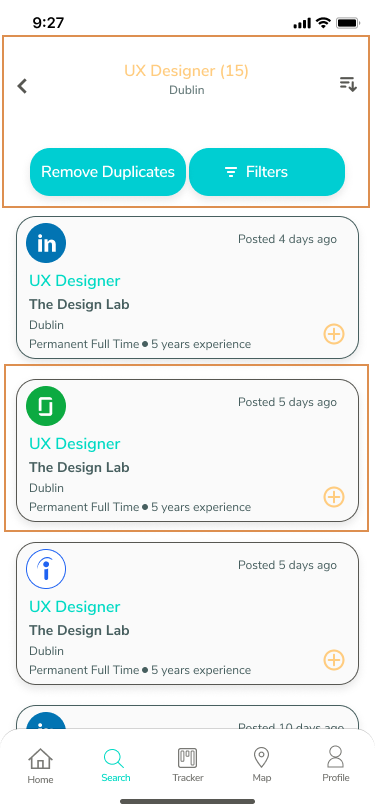 9:27
UX Designer (15)
Dublin
Remove Duplicates
Filters
in
Posted 4 days ago
UX Designer
The Design Lab
Dublin
Permanent Full Time • 5 years experience
Posted 5 days ago
UX Designer
The Design Lab
Dublin
Permanent Full Time • 5 years experience
i
Posted 5 days ago
UX Designer
The Design Lab
Dublin
Permanent Full Time • 5 years experience
Posted 10 days ago
Home
Search
Tracker
Map
Profile